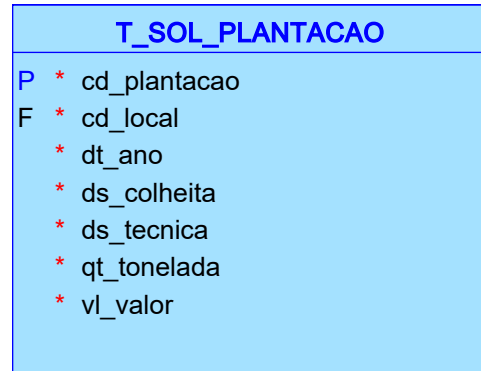 T_SOL_PLANTACAO
P * cd_plantacao
F * cd_local
* dt_ano
* ds_colheita
* ds_tecnica
* qt_tonelada
* vl_valor